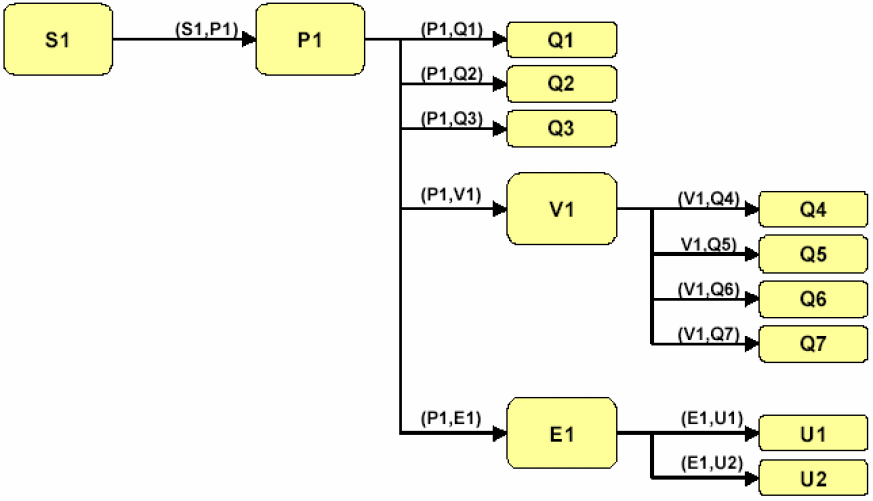 S1 (S1,P1) P1 (P1,Q1) Q1
(P1,Q2) Q2
(P1,Q3) Q3
(P1,V1) V1 (V1,Q4) Q4
V1,Q5) Q5
(V1,Q6) Q6
(V1,Q7) Q7
(P1,E1) E1 (E1,U1) U1
(E1,U2) U2